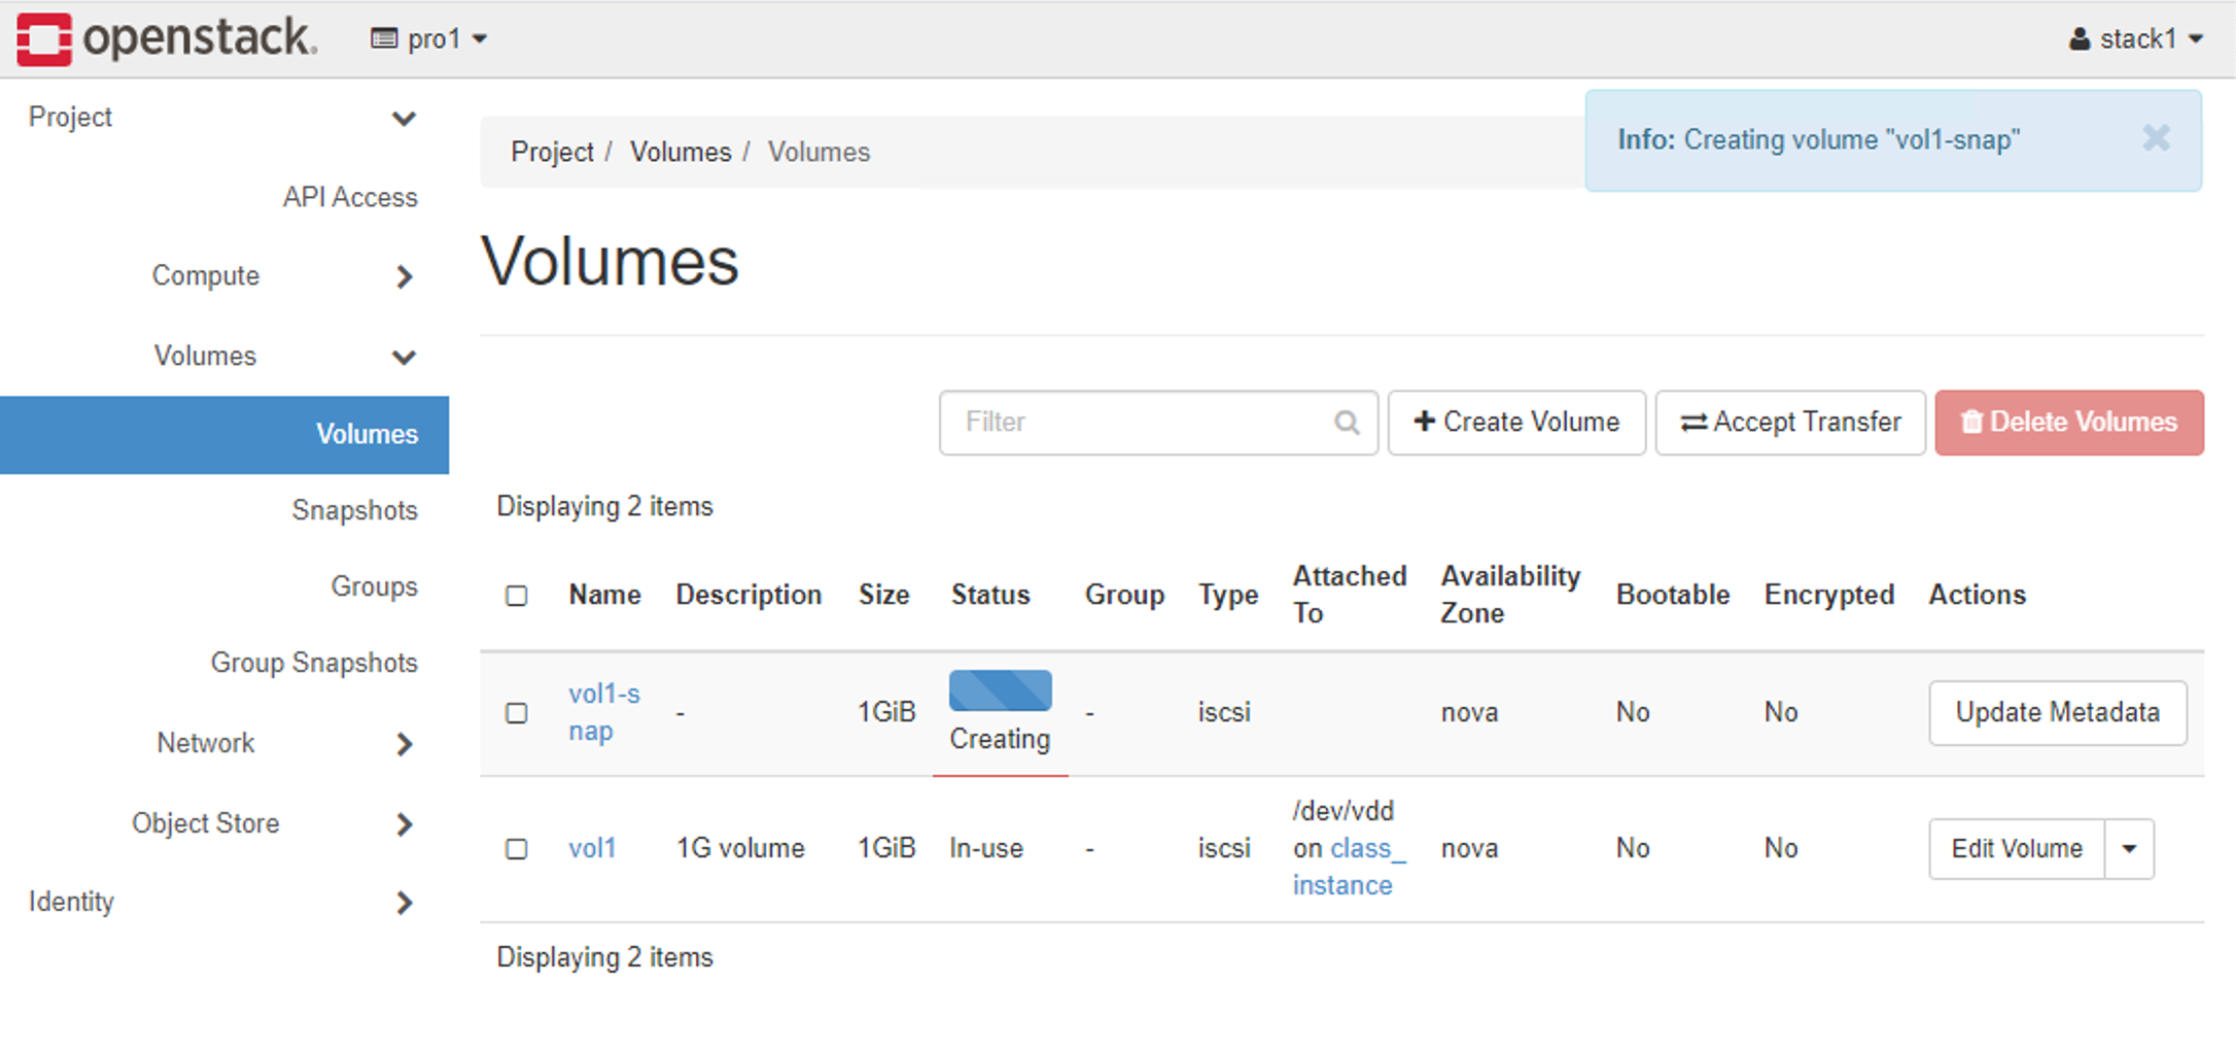 openstack. pro1 stack1
Project
API Access
Compute
Volumes
Volumes
Snapshots
Groups
Group Snapshots
Network
Object Store
Identity
Project / Volumes / Volumes
Info: Creating volume "vol1-snap"
Volumes
Filter
Create Volume
Accept Transfer
Delete Volumes
Displaying 2 items
Name Description Size Status Group Type Attached To Availability Zone Bootable Encrypted Actions
vol1-s
nap
-
1GiB
Creating
-
iscsi
nova
No
No
Update Metadata
vol1
1G volume
1GiB
In-use
-
iscsi
/dev/vdd
on class_
instance
nova
No
No
Edit Volume
Displaying 2 items